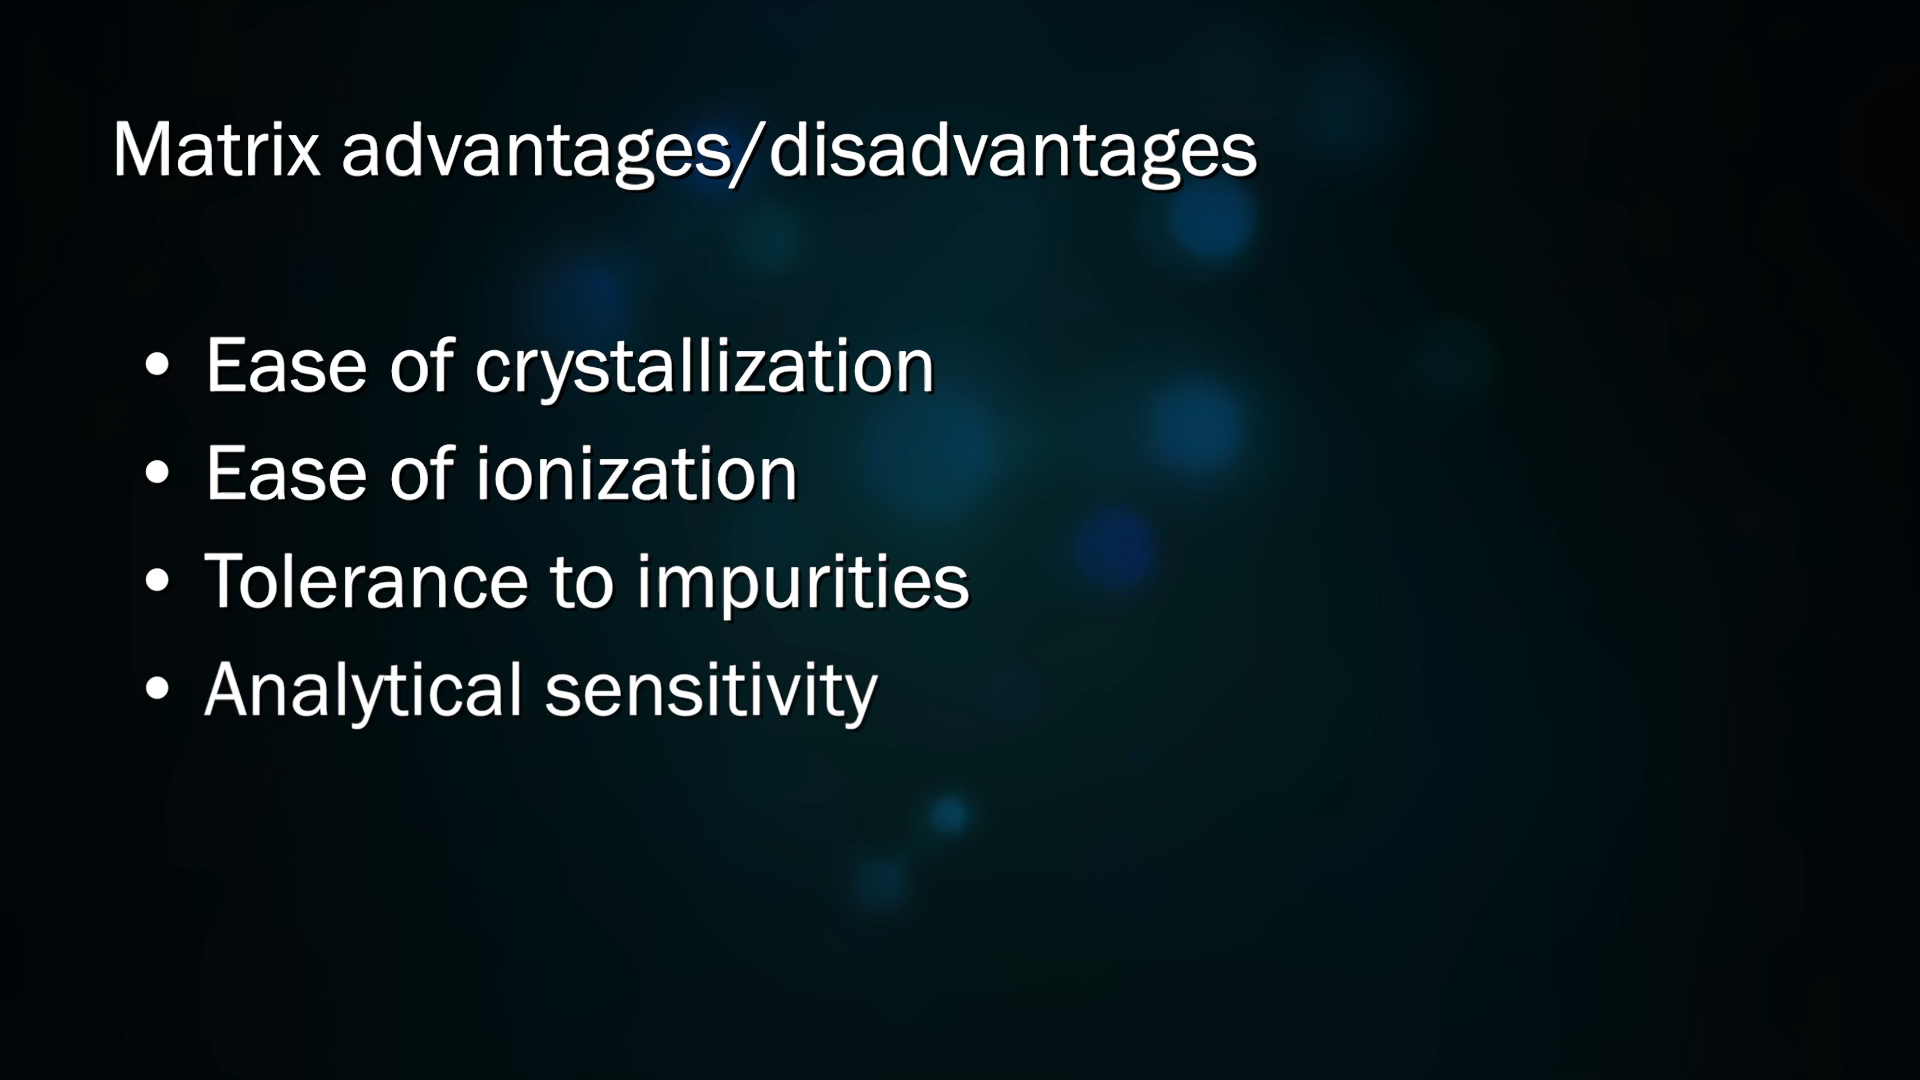 Matrix advantages/disadvantages
• Ease of crystallization
• Ease of ionization
• Tolerance to impurities
• Analytical sensitivity